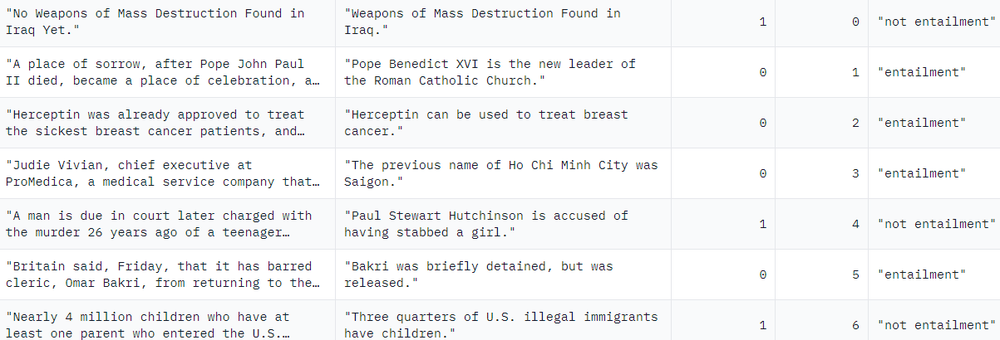 "No Weapons of Mass Destruction Found in
Iraq Yet."
"Weapons of Mass Destruction Found in
Iraq."
1
0
"not entailment"
"A place of sorrow, after Pope John Paul
II died, became a place of celebration, a…
"Pope Benedict XVI is the new leader of
the Roman Catholic Church."
0
1
"entailment"
"Herceptin was already approved to treat
the sickest breast cancer patients, and…
"Herceptin can be used to treat breast
cancer."
0
2
"entailment"
"Judie Vivian, chief executive at
ProMedica, a medical service company that…
"The previous name of Ho Chi Minh City was
Saigon."
0
3
"entailment"
"A man is due in court later charged with
the murder 26 years ago of a teenager…
"Paul Stewart Hutchinson is accused of
having stabbed a girl."
1
4
"not entailment"
"Britain said, Friday, that it has barred
cleric, Omar Bakri, from returning to the…
"Bakri was briefly detained, but was
released."
0
5
"entailment"
"Nearly 4 million children who have at
least one parent who entered the U.S.…
"Three quarters of U.S. illegal immigrants
have children."
1
6
"not entailment"